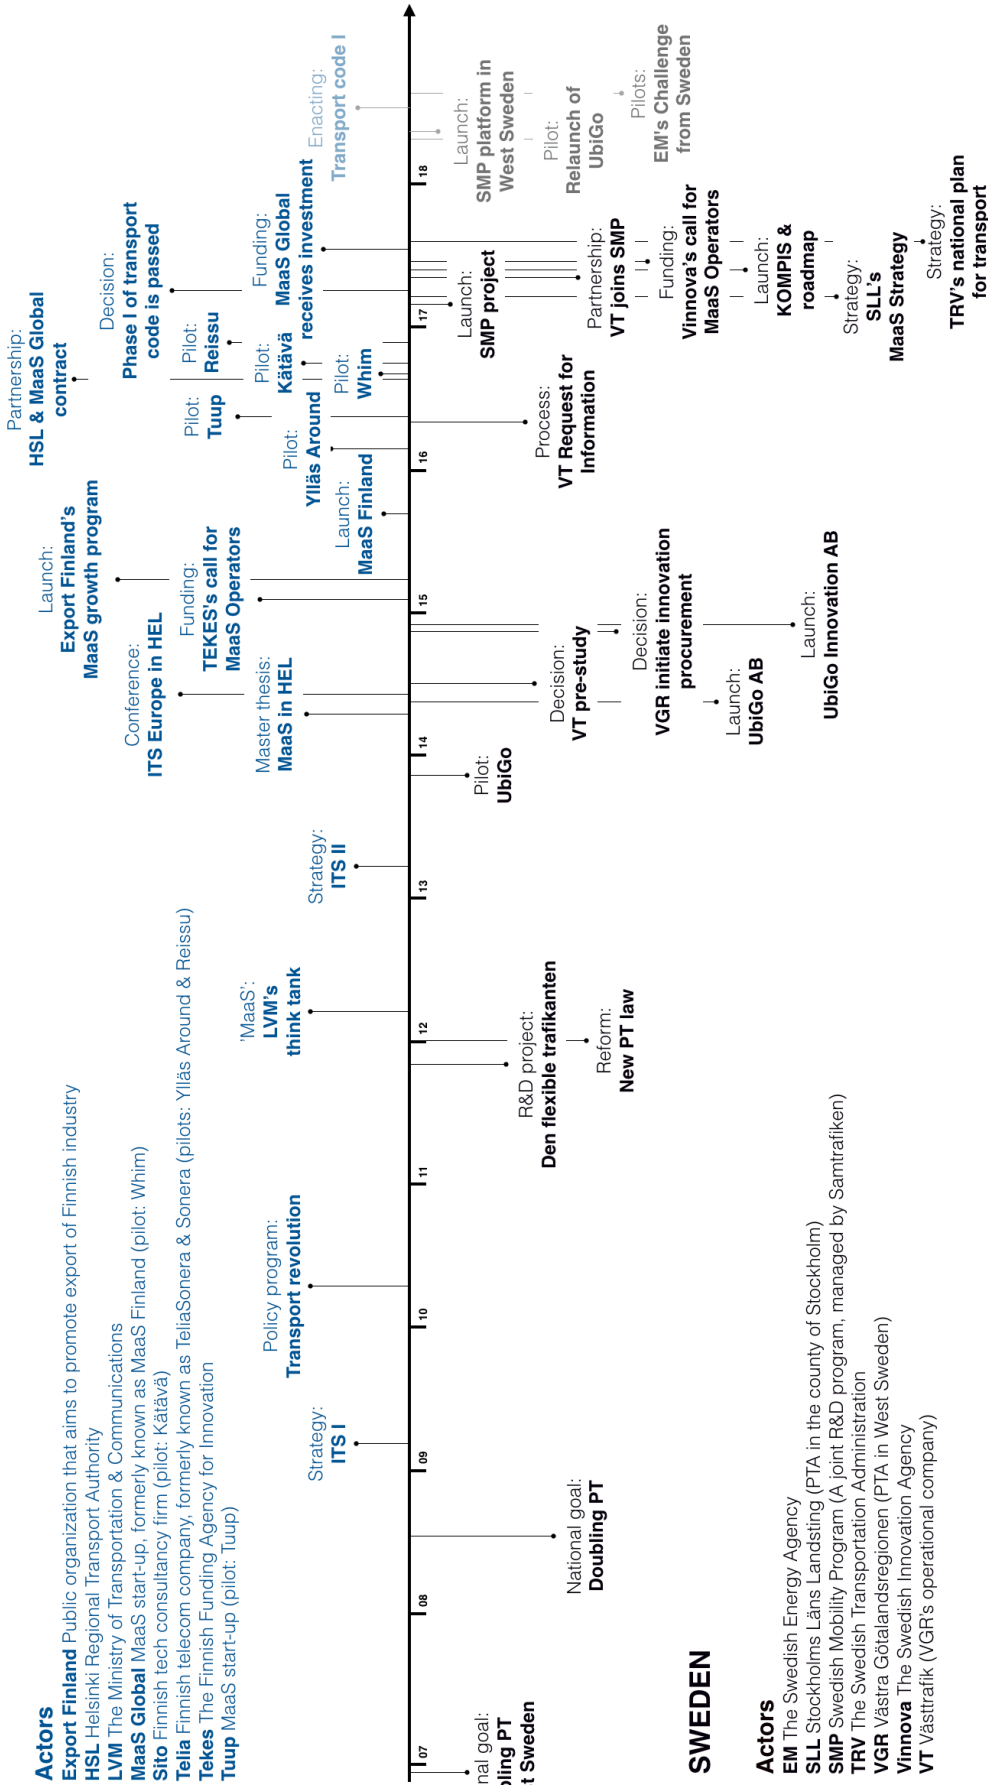 Actors
Export Finland Public organization that aims to promote export of Finnish industry
HSL Helsinki Regional Transport Authority
LVM The Ministry of Transportation & Communications
MaaS Global MaaS start-up, formerly known as MaaS Finland (pilot: Whim)
Sito Finnish tech consultancy firm (pilot: Kätävä)
Telia Finnish telecom company, formerly known as TeliaSonera & Sonera (pilots: Ylläs Around & Reissu)
Tekes The Finnish Funding Agency for Innovation
Tuup MaaS start-up (pilot: Tuup)
Strategy:
ITS I
Policy program:
Transport revolution
'MaaS':
LVM's
think tank
Strategy:
ITS II
Master thesis:
MaaS in HEL
Conference:
ITS Europe in HEL
Funding:
TEKES's call for
MaaS Operators
Launch:
Export Finland's
MaaS growth program
Launch:
MaaS Finland
Pilot:
Ylläs Around
Pilot:
Tuup
Partnership:
HSL & MaaS Global
contract
Pilot:
Whim
Pilot:
Kätävä
Pilot:
Reissu
Decision:
Phase I of transport
code is passed
Funding:
MaaS Global
receives investment
Enacting:
Transport code I
07
08
09
10
11
12
13
14
15
16
17
18
nal goal:
bling PT
t Sweden
National goal:
Doubling PT
R&D project:
Den flexible trafikanten
Reform:
New PT law
Pilot:
UbiGo
Decision:
VT pre-study
Launch:
UbiGo AB
Decision:
VGR initiate innovation
procurement
Launch:
UbiGo Innovation AB
Process:
VT Request for
Information
Launch:
SMP project
Strategy:
SLL's
MaaS Strategy
Partnership:
VT joins SMP
Launch:
KOMPIS &
roadmap
Funding:
Vinnova's call for
MaaS Operators
Strategy:
TRV's national plan
for transport
Pilot:
Relaunch of
UbiGo
Launch:
SMP platform in
West Sweden
Pilots:
EM's Challenge
from Sweden
SWEDEN
Actors
EM The Swedish Energy Agency
SLL Stockholms Läns Landsting (PTA in the county of Stockholm)
SMP Swedish Mobility Program (A joint R&D program, managed by Samtrafiken)
TRV The Swedish Transportation Administration
VGR Västra Götalandsregionen (PTA in West Sweden)
Vinnova The Swedish Innovation Agency
VT Västtrafik (VGR's operational company)